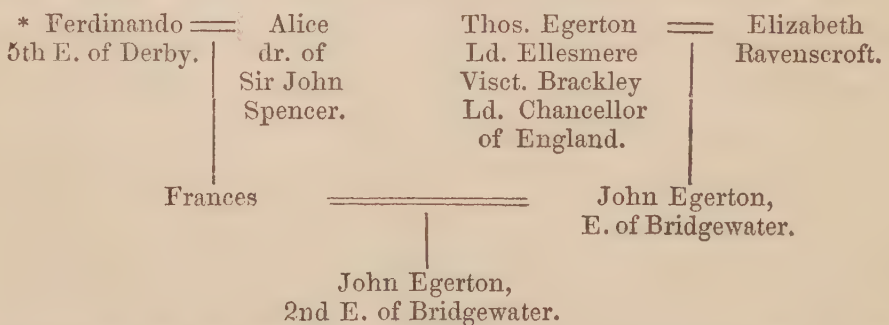 * Ferdinando Alice Thos. Egerton Elizabeth
5th E. of Derby. dr. of Ld. Ellesmere Ravenscroft.
Sir John Visct. Brackley
Spencer. Ld. Chancellor
of England.
Frances John Egerton,
E. of Bridgewater.
John Egerton,
2nd E. of Bridgewater.